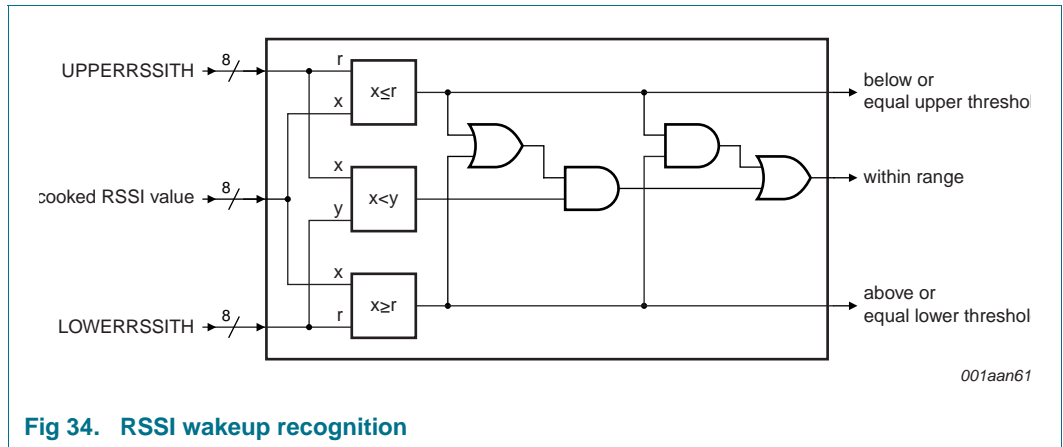 UPPERRSSITH
8
r
x
x≤r
below or
equal upper threshol
cooked RSSI value
8
x
y
x<y
within range
LOWERRSSITH
8
x
r
x≥r
above or
equal lower threshold
001aan61
Fig 34. RSSI wakeup recognition